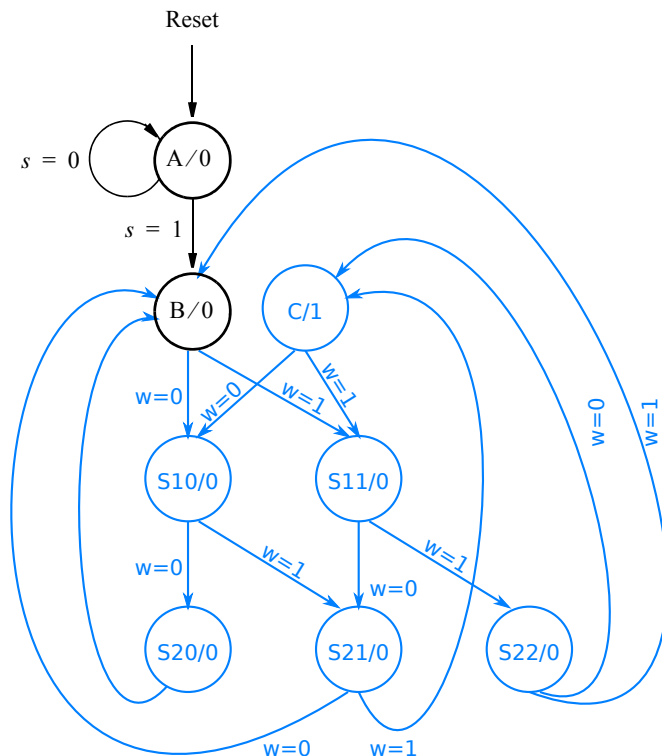 Reset
A/0
s = 0
s = 1
B/0
C/1
w=0
w=0
w=1
w=1
w=0
w=1
S10/0
S11/0
w=0
w=1
w=0
w=1
S20/0
S21/0
S22/0
w=0
w=1